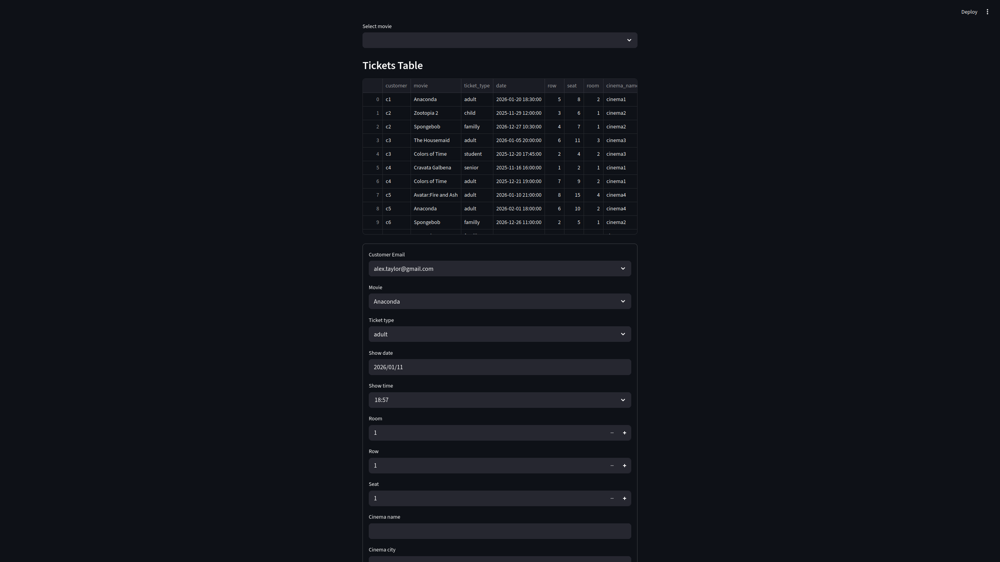 Deploy
Select movie
Tickets Table
customer movie ticket_type date row seat room cinema_name
0 c1 Anaconda adult 2026-01-20 18:30:00 5 8 2 cinema1
1 c2 Zootopia 2 child 2025-11-29 12:00:00 3 6 1 cinema2
2 c2 Spongebob familly 2026-12-27 10:30:00 4 7 1 cinema2
3 c3 The Housemaid adult 2026-01-05 20:00:00 6 11 3 cinema3
4 c3 Colors of Time student 2025-12-20 17:45:00 2 4 2 cinema3
5 c4 Cravata Galbena senior 2025-11-16 16:00:00 1 2 1 cinema1
6 c4 Colors of Time adult 2025-12-21 19:00:00 7 9 2 cinema1
7 c5 Avatar:Fire and Ash adult 2026-01-10 21:00:00 8 15 4 cinema4
8 c5 Anaconda adult 2026-02-01 18:00:00 6 10 2 cinema4
9 c6 Spongebob familly 2026-12-26 11:00:00 2 5 1 cinema2
Customer Email
alex.taylor@gmail.com
Movie
Anaconda
Ticket type
adult
Show date
2026/01/11
Show time
18:57
Room
1
Row
1
Seat
1
Cinema name
Cinema city